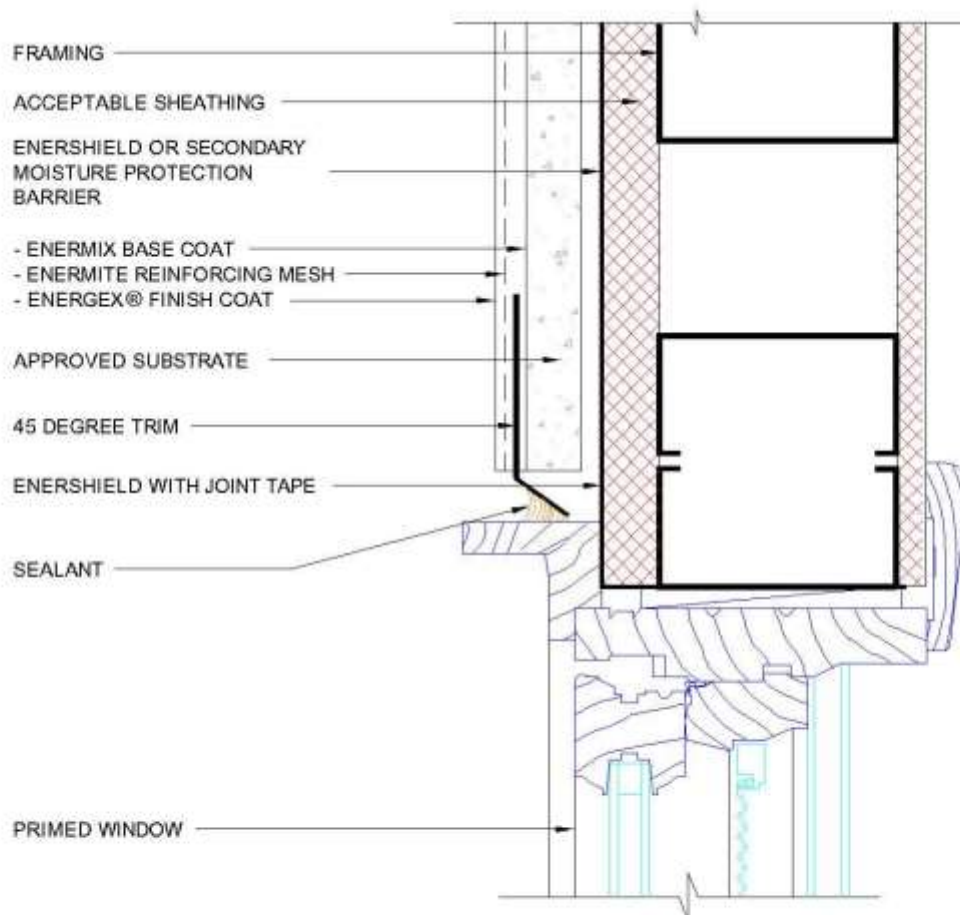 FRAMING
ACCEPTABLE SHEATHING
ENERSHIELD OR SECONDARY
MOISTURE PROTECTION
BARRIER
- ENERMIX BASE COAT
- ENERMITE REINFORCING MESH
- ENERGEX® FINISH COAT
APPROVED SUBSTRATE
45 DEGREE TRIM
ENERSHIELD WITH JOINT TAPE
SEALANT
PRIMED WINDOW